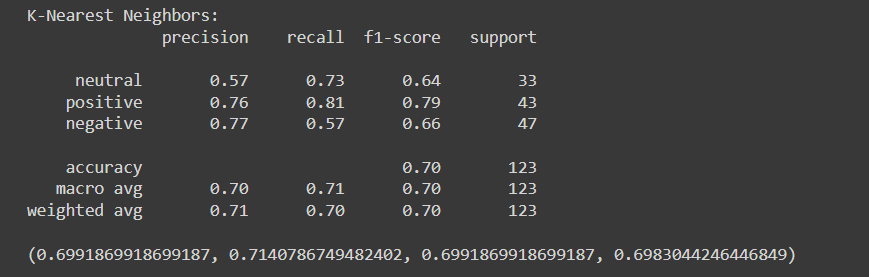 K-Nearest Neighbors:
precision recall f1-score support
neutral 0.57 0.73 0.64 33
positive 0.76 0.81 0.79 43
negative 0.77 0.57 0.66 47
accuracy 0.70 123
macro avg 0.70 0.71 0.70 123
weighted avg 0.71 0.70 0.70 123
(0.6991869918699187, 0.7140786749482402, 0.6991869918699187, 0.6983044246446849)